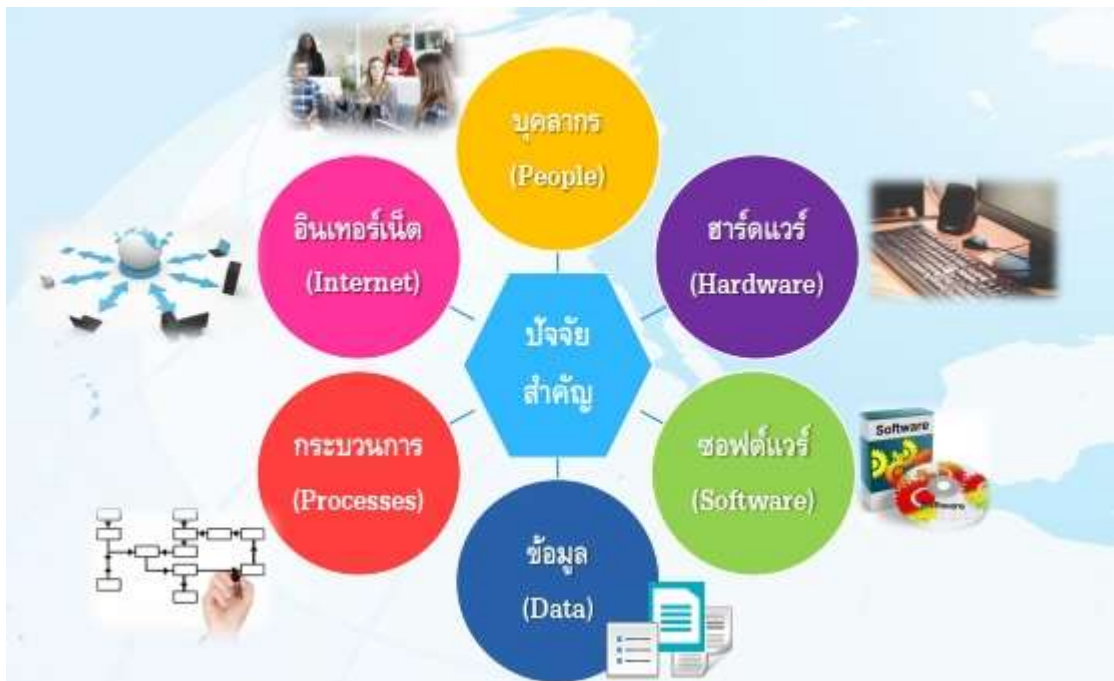 บุคลากร
(People)
ฮาร์ดแวร์
(Hardware)
อินเทอร์เน็ต
(Internet)
ปัจจัย
สำคัญ
กระบวนการ
(Processes)
ซอฟต์แวร์
(Software)
ข้อมูล
(Data)
Software
Software